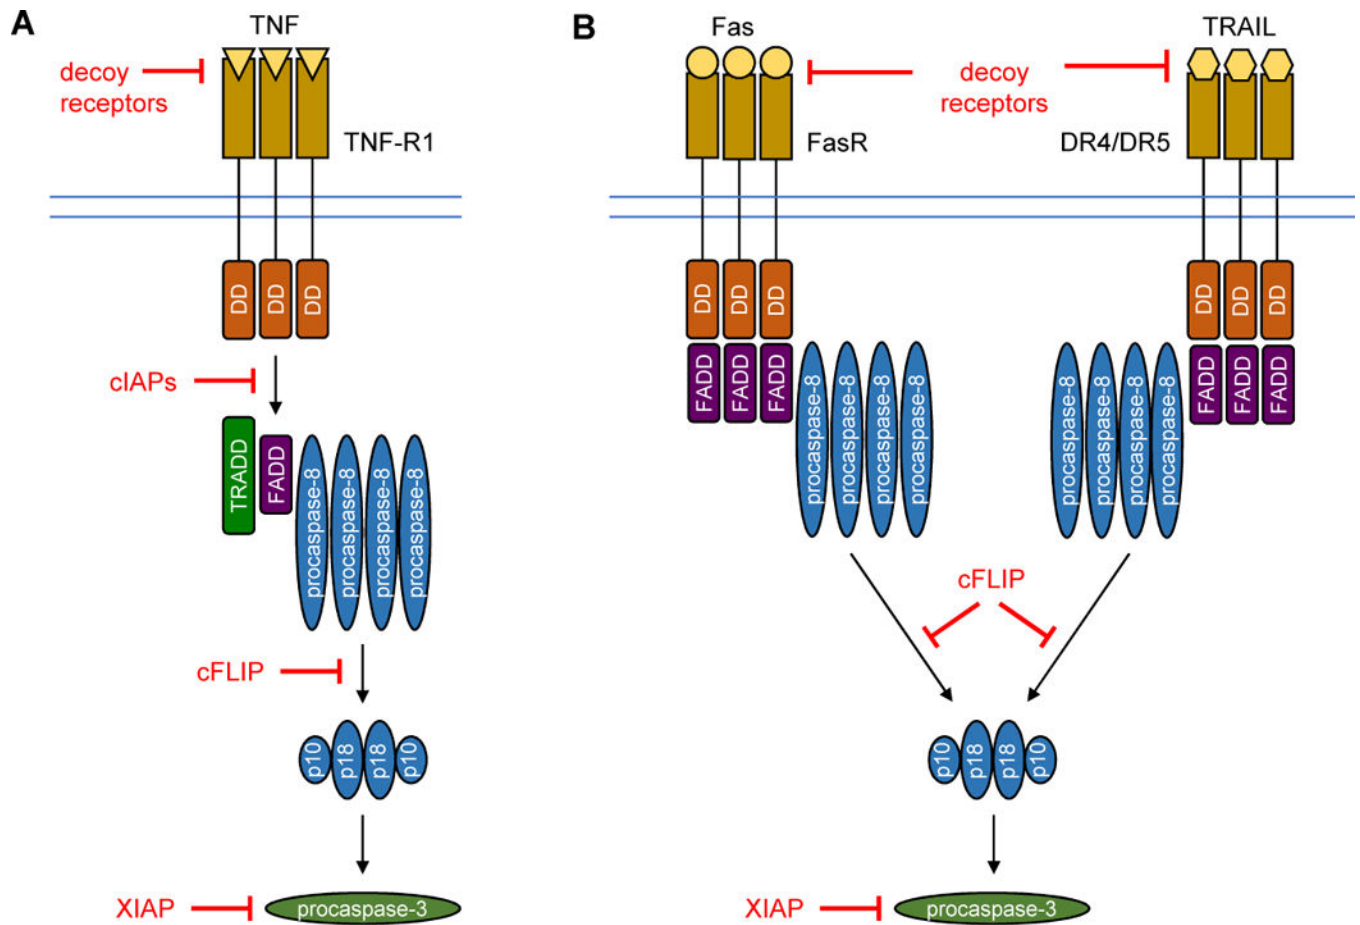 A
TNF
decoy
receptors
TNF-R1
DD
DD
DD
cIAPs
TRADD
FADD
procaspase-8
procaspase-8
procaspase-8
procaspase-8
cFLIP
p10
p18
p18
p10
XIAP
procaspase-3
B
Fas
TRAIL
decoy
receptors
FasR
DR4/DR5
DD
DD
DD
DD
DD
DD
FADD
FADD
FADD
FADD
FADD
FADD
procaspase-8
procaspase-8
procaspase-8
procaspase-8
procaspase-8
procaspase-8
procaspase-8
procaspase-8
cFLIP
p10
p18
p18
p10
XIAP
procaspase-3